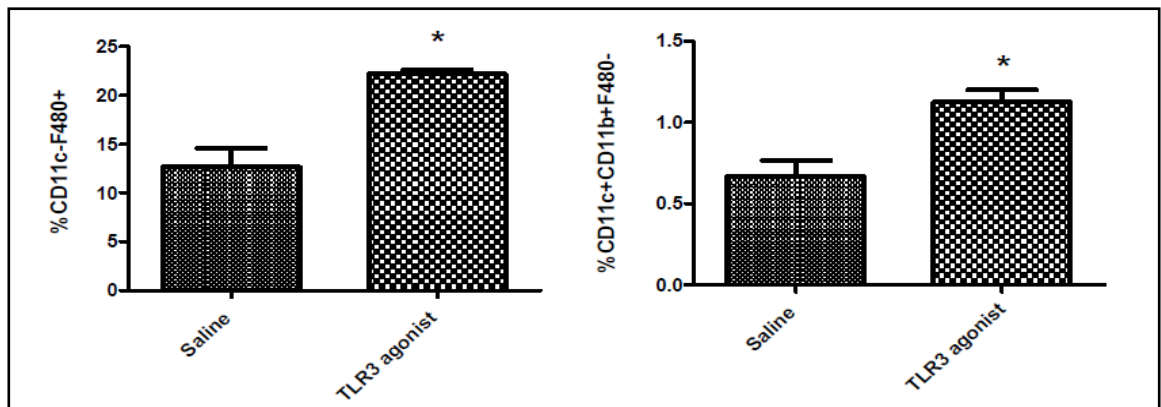 %CD11c-F480+
25
20
15
10
5
0
*
Saline
TLR3 agonist
%CD11c+CD11b+F480-
1.5
1.0
0.5
0.0
*
Saline
TLR3 agonist